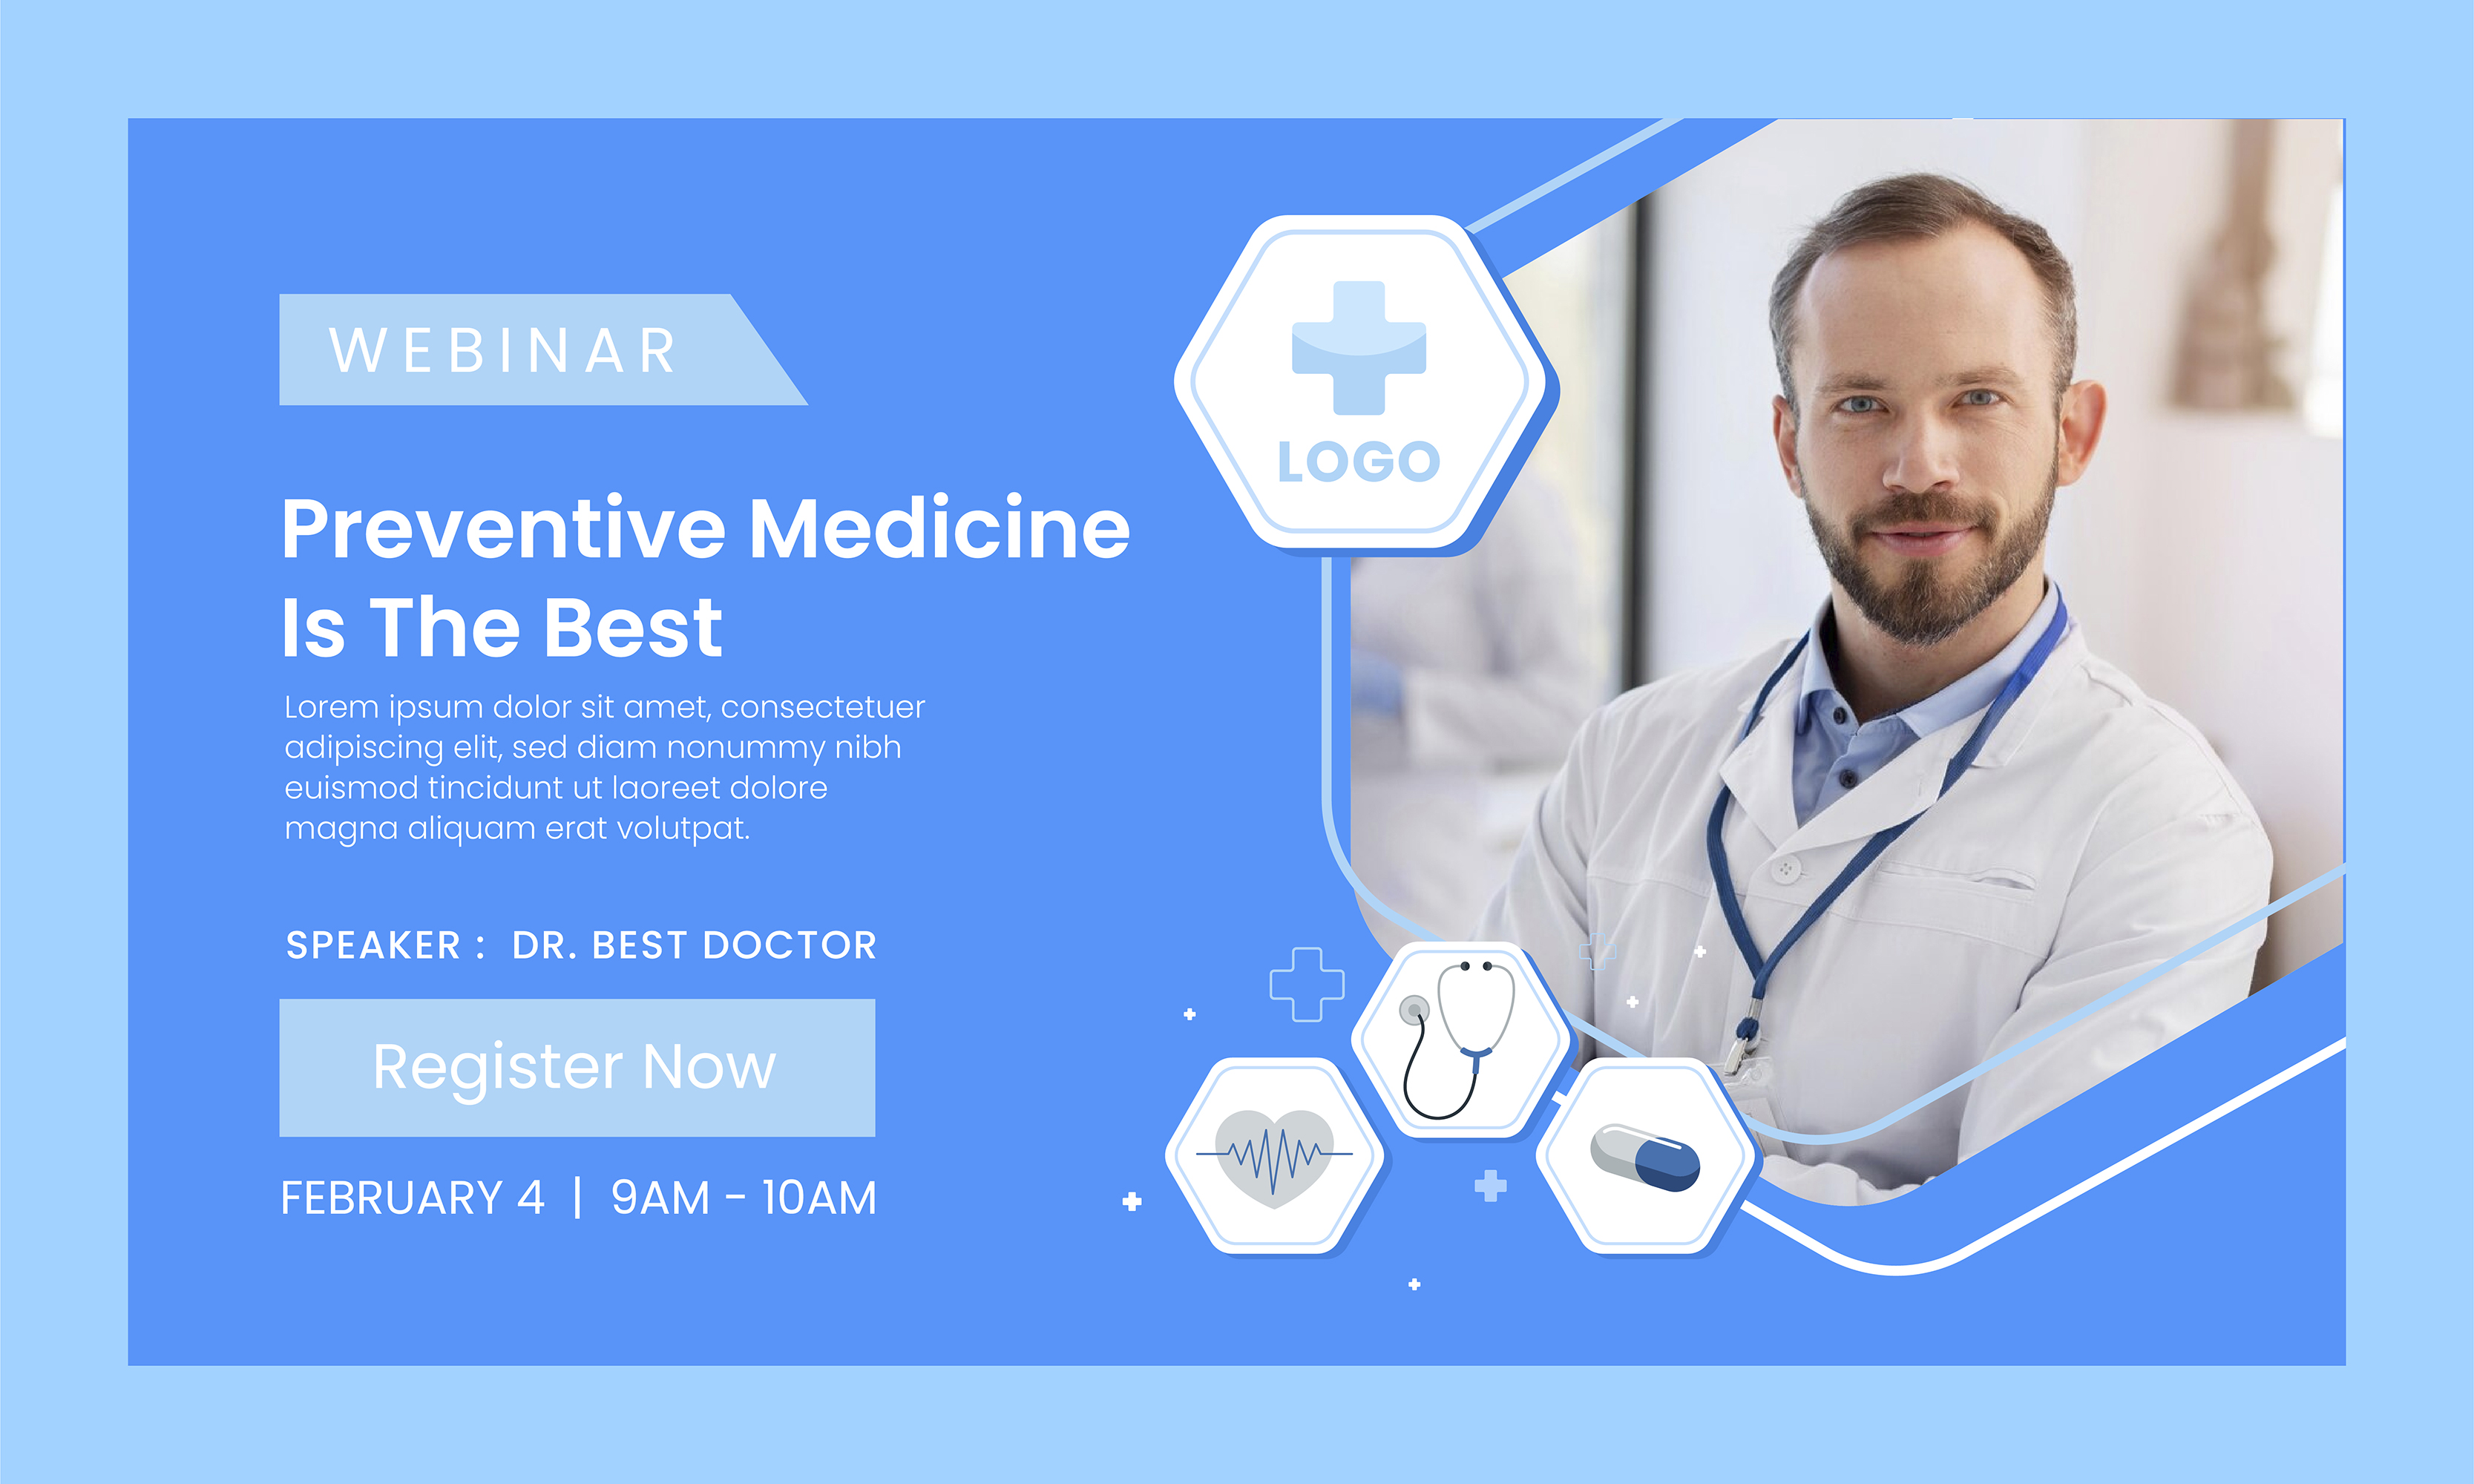 WEBINAR
LOGO
Preventive Medicine
Is The Best
Lorem ipsum dolor sit amet, consectetuer
adipiscing elit, sed diam nonummy nibh
euismod tincidunt ut laoreet dolore
magna aliquam erat volutpat.
SPEAKER : DR. BEST DOCTOR
Register Now
FEBRUARY 4 | 9AM - 10AM